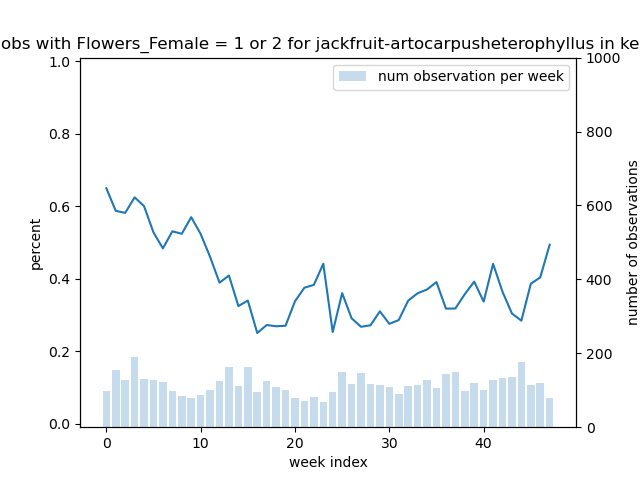 obs with Flowers_Female = 1 or 2 for jackfruit-artocarpusheterophyllus in ke
num observation per week
1.0
0.8
0.6
0.4
0.2
0.0
percent
1000
800
600
400
200
0
number of observations
0 10 20 30 40
week index